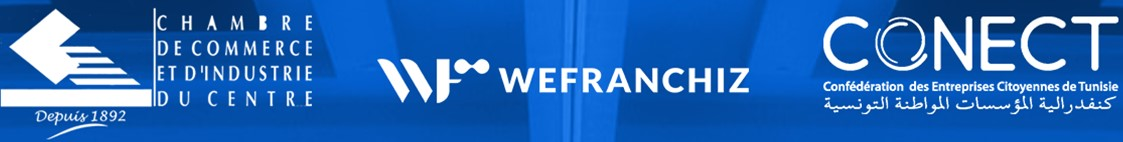 CHAMBRE
DE COMMERCE
ET D'INDUSTRIE
DU CENTRE
Depuis 1892
WF WEFRANCHIZ
CONECT
Confédération des Entreprises Citoyennes de Tunisie
كنفدرالية المؤسسات المواطنة التونسية